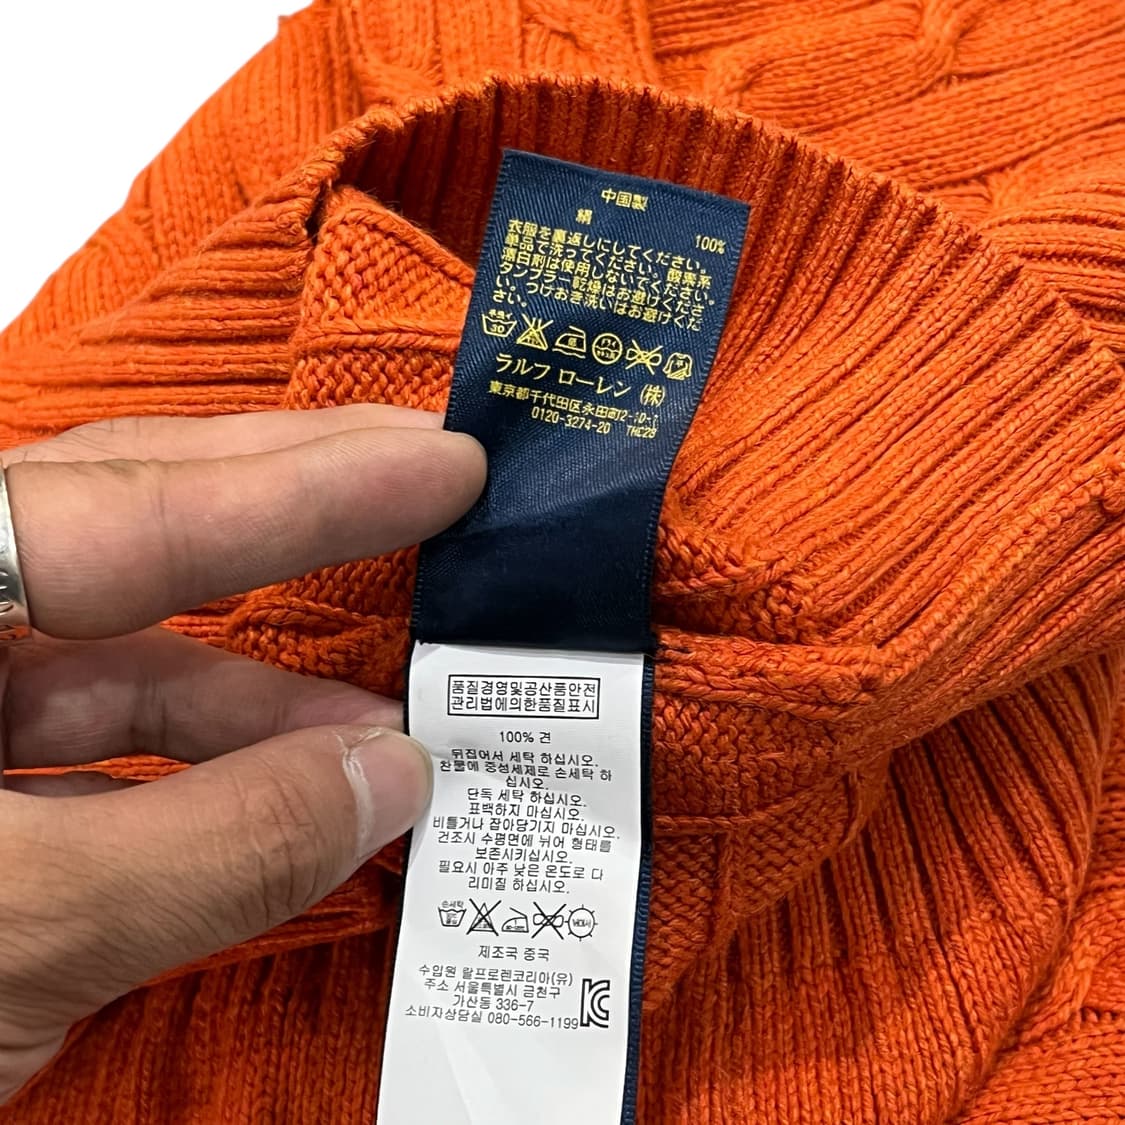 中国製
絹 100%
衣服を裏返しにしてください。
単品で洗ってください。酸素系
漂白剤は使用しないでください。
タンブラー乾燥はお避けくださ
い。つけおき洗いはお避けくだ
さい。
手洗イ
30
ラルフ ローレン (株)
東京都千代田区永田町2-10-1
0120-3274-20 THC29
품질경영및공산품안전
관리법에의한품질표시
100% 견
뒤집어서 세탁 하십시오.
찬물에 중성세제로 손세탁 하
십시오.
단독 세탁 하십시오.
표백하지 마십시오.
비틀거나 잡아당기지 마십시오.
건조시 수평면에 뉘어 형태를
보존시키십시오.
필요시 아주 낮은 온도로 다
리미질 하십시오.
손세탁
제조국 중국
수입원 랄프로렌코리아(유)
주소 서울특별시 금천구
가산동 336-7
소비자상담실 080-566-1199